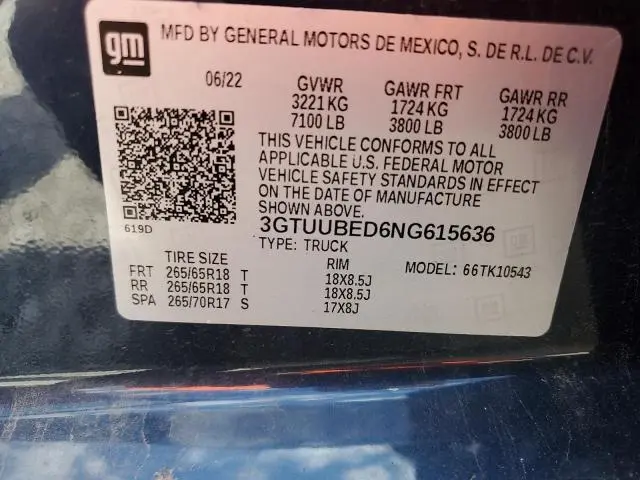 gm
MFD BY GENERAL MOTORS DE MEXICO, S. DE R.L. DE C.V.
06/22 GVWR GAWR FRT GAWR RR
3221 KG 1724 KG 1724 KG
7100 LB 3800 LB 3800 LB
THIS VEHICLE CONFORMS TO ALL
APPLICABLE U.S. FEDERAL MOTOR
VEHICLE SAFETY STANDARDS IN EFFECT
ON THE DATE OF MANUFACTURE
SHOWN ABOVE.
619D
3GTUUBED6NG615636
TYPE: TRUCK
TIRE SIZE RIM MODEL: 66TK10543
FRT 265/65R18 T 18X8.5J
RR 265/65R18 T 18X8.5J
SPA 265/70R17 S 17X8J